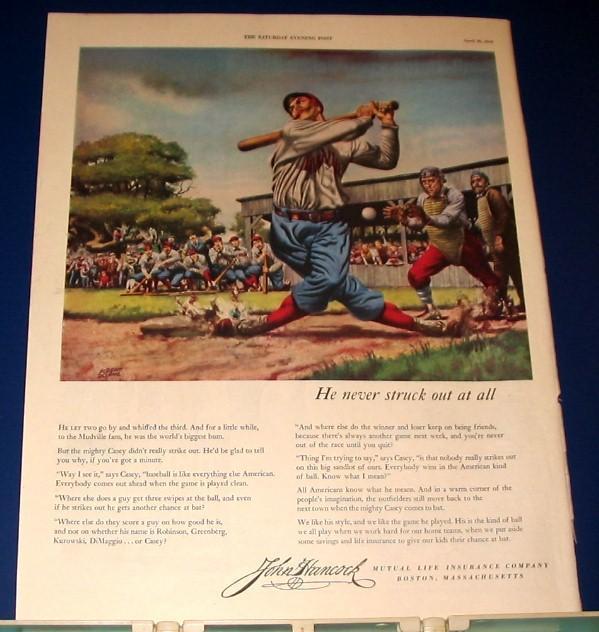 THE SATURDAY EVENING POST
He never struck out at all
HE LET TWO go by and whiffed the third. And for a little while,
to the Mudville fans, he was the world's biggest bum.
But the mighty Casey didn't really strike out. He'd be glad to tell
you why, if you've got a minute.
"Way I see it," says Casey, "baseball is like everything else American.
Everybody comes out ahead when the game is played clean.
"Where else does a guy get three swipes at the ball, and even
if he strikes out he gets another chance at bat?
"Where else do they score a guy on how good he is,
and not on whether his name is Robinson, Greenberg,
Kurowski, DiMaggio . . . or Casey?
"And where else do the winner and loser keep on being friends,
because there's always another game next week, and you're never
out of the race until you quit?
"Thing I'm trying to say," says Casey, "is that nobody really strikes out
on this big sandlot of ours. Everybody wins in the American kind
of ball. Know what I mean?"
All Americans know what he means. And in a warm corner of the
people's imagination, the outfielders still move back to the
next town when the mighty Casey comes to bat.
We like his style, and we like the game he played. His is the kind of ball
we all play when we work hard for our home teams, when we put aside
some savings and life insurance to give our kids their chance at bat.
John Hancock
MUTUAL LIFE INSURANCE COMPANY
BOSTON, MASSACHUSETTS